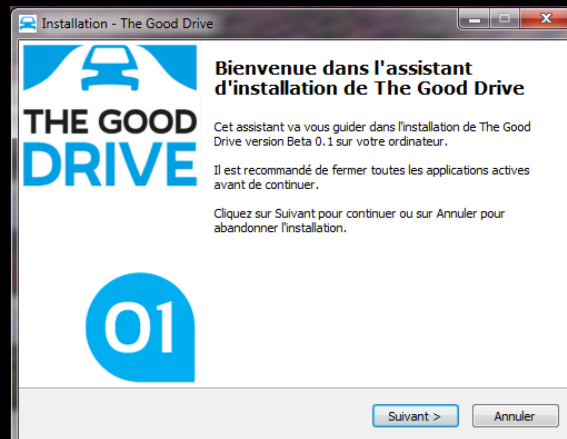 Installation - The Good Drive
THE GOOD
DRIVE
Bienvenue dans l'assistant
d'installation de The Good Drive
Cet assistant va vous guider dans l'installation de The Good
Drive version Beta 0.1 sur votre ordinateur.
Il est recommandé de fermer toutes les applications actives
avant de continuer.
Cliquez sur Suivant pour continuer ou sur Annuler pour
abandonner l'installation.
01
Suivant >
Annuler